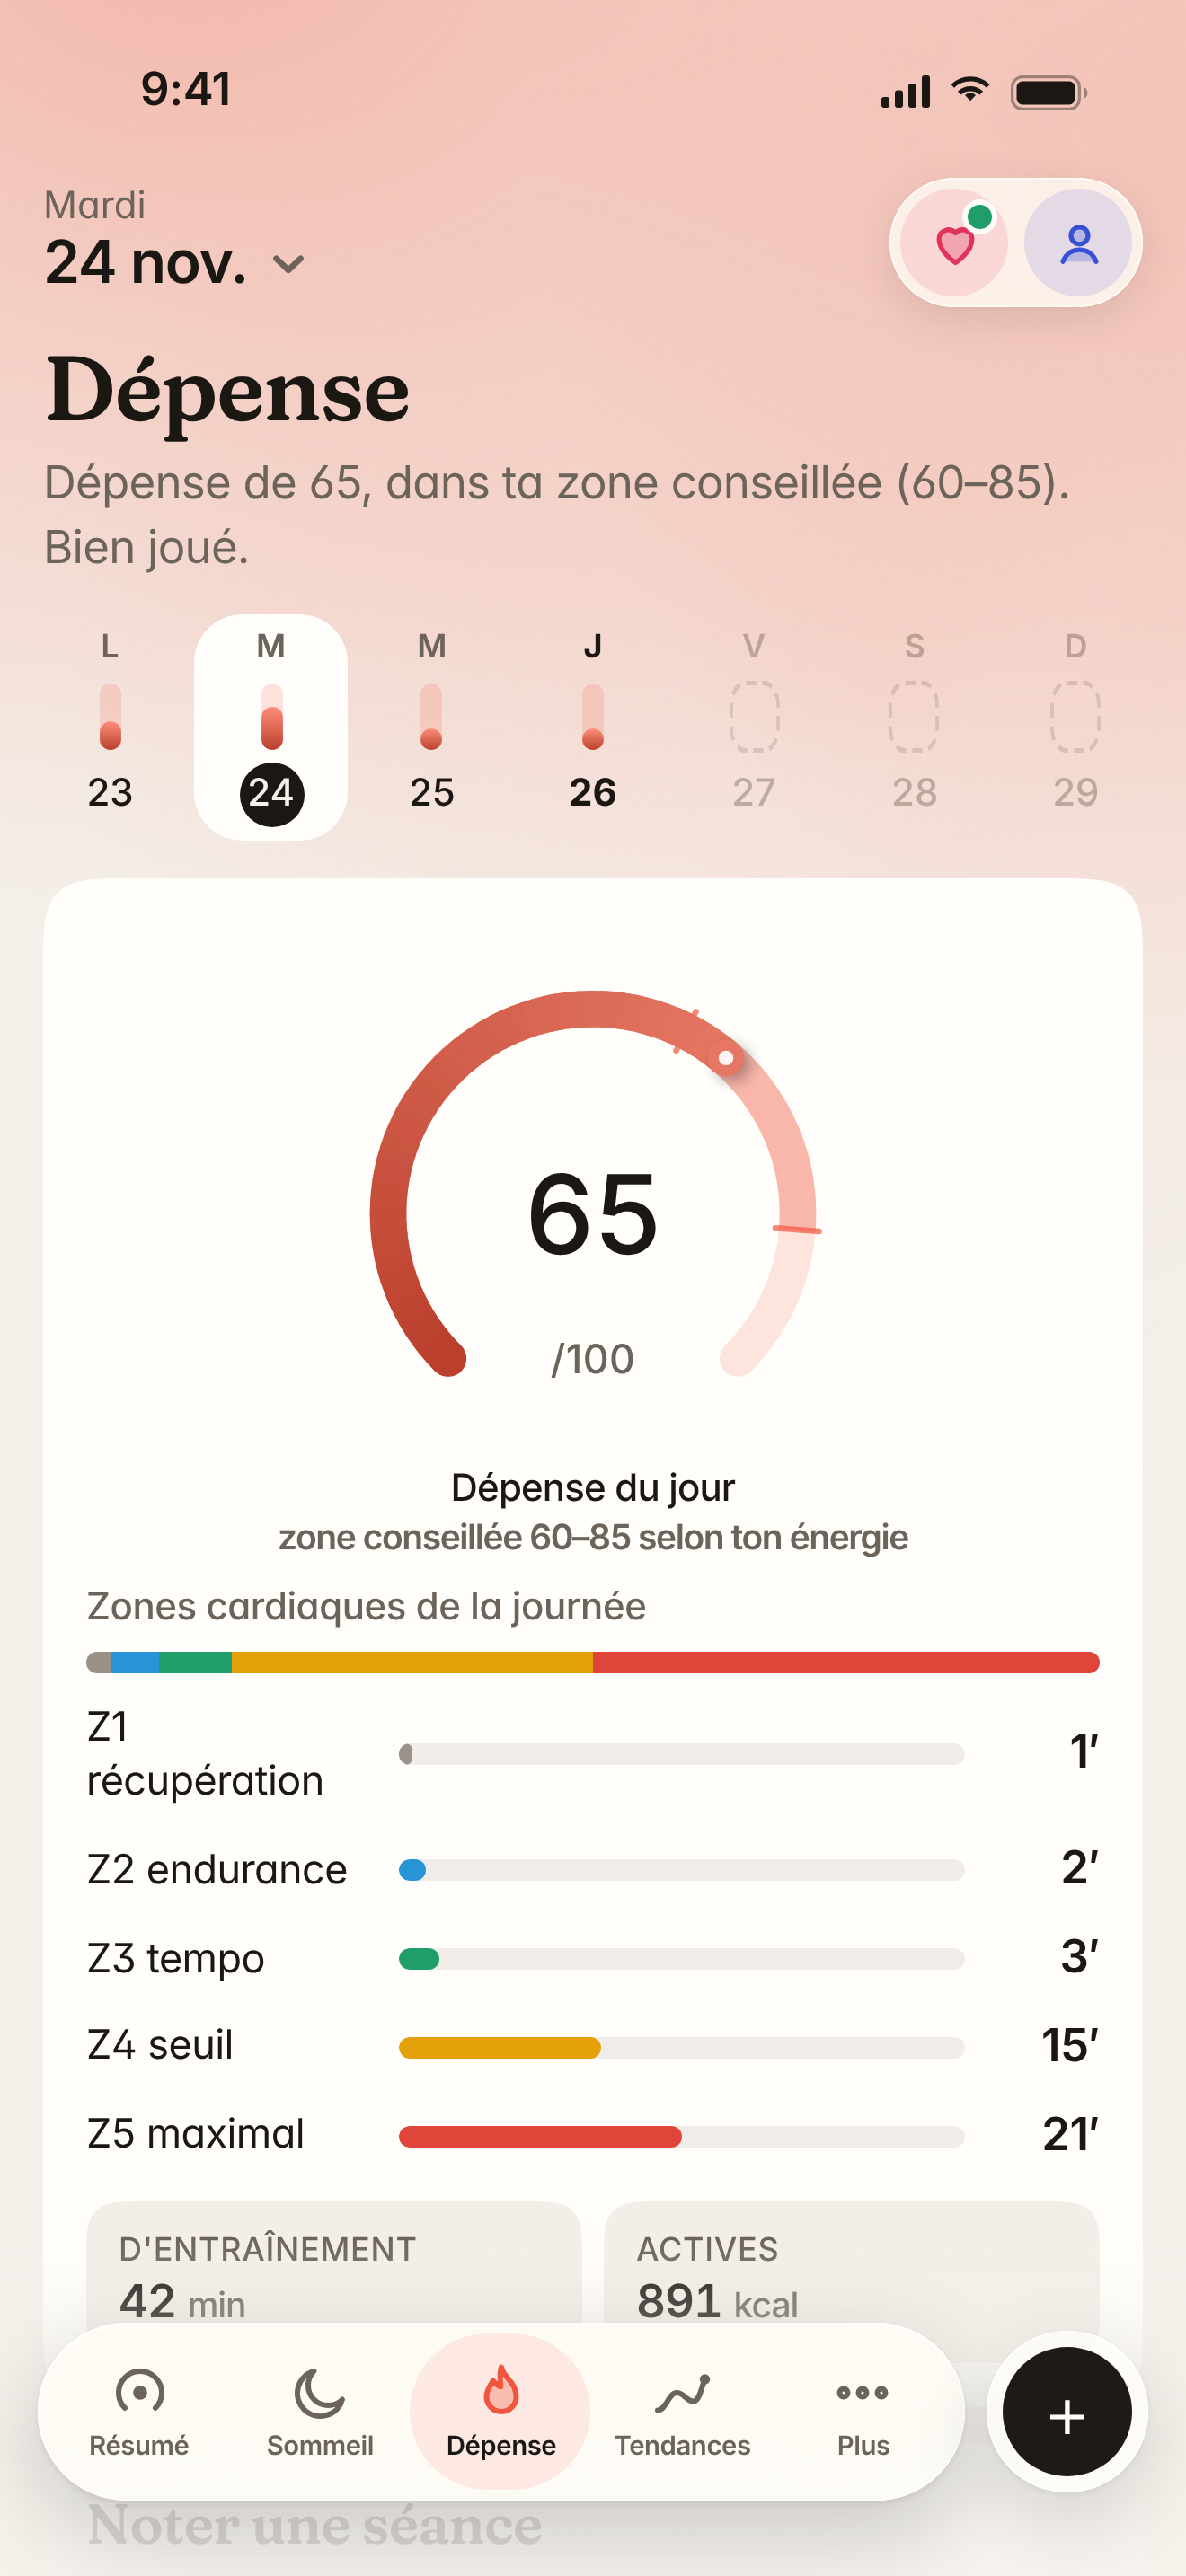 9:41
Mardi
24 nov.
Dépense
Dépense de 65, dans ta zone conseillée (60–85).
Bien joué.
L M M J V S D
23 24 25 26 27 28 29
65
/100
Dépense du jour
zone conseillée 60–85 selon ton énergie
Zones cardiaques de la journée
Z1
récupération 1′
Z2 endurance 2′
Z3 tempo 3′
Z4 seuil 15′
Z5 maximal 21′
D'ENTRAÎNEMENT ACTIVES
42 min 891 kcal
Résumé Sommeil Dépense Tendances Plus
Noter une séance